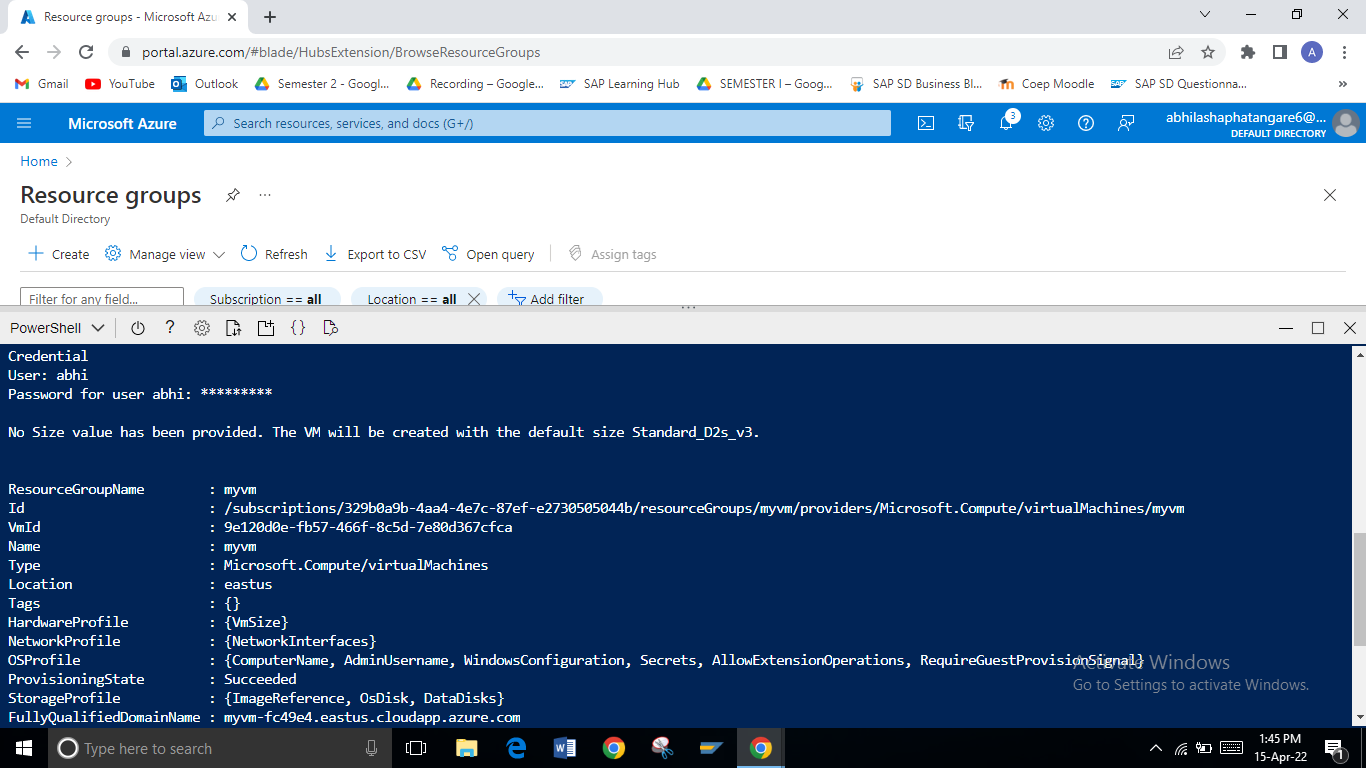 Resource groups - Microsoft Azu
portal.azure.com/#blade/HubsExtension/BrowseResourceGroups
A
Gmail YouTube Outlook Semester 2 - Googl... Recording – Google... SAP Learning Hub SEMESTER I – Goog... SAP SD Business Bl... Coep Moodle SAP SD Questionna... »
Microsoft Azure Search resources, services, and docs (G+/) 3 abhilashaphatangare6@...
DEFAULT DIRECTORY
Home >
Resource groups ...
Default Directory
+ Create Manage view Refresh Export to CSV Open query Assign tags
Filter for any field... Subscription == all Location == all Add filter
PowerShell ? {}
Credential
User: abhi
Password for user abhi: *********
No Size value has been provided. The VM will be created with the default size Standard_D2s_v3.
ResourceGroupName : myvm
Id : /subscriptions/329b0a9b-4aa4-4e7c-87ef-e2730505044b/resourceGroups/myvm/providers/Microsoft.Compute/virtualMachines/myvm
VmId : 9e120d0e-fb57-466f-8c5d-7e80d367cfca
Name : myvm
Type : Microsoft.Compute/virtualMachines
Location : eastus
Tags : {}
HardwareProfile : {VmSize}
NetworkProfile : {NetworkInterfaces}
OSProfile : {ComputerName, AdminUsername, WindowsConfiguration, Secrets, AllowExtensionOperations, RequireGuestProvisionSignal}
ProvisioningState : Succeeded
StorageProfile : {ImageReference, OsDisk, DataDisks}
FullyQualifiedDomainName : myvm-fc49e4.eastus.cloudapp.azure.com
Activate Windows
Go to Settings to activate Windows.
Type here to search
1:45 PM
15-Apr-22
1